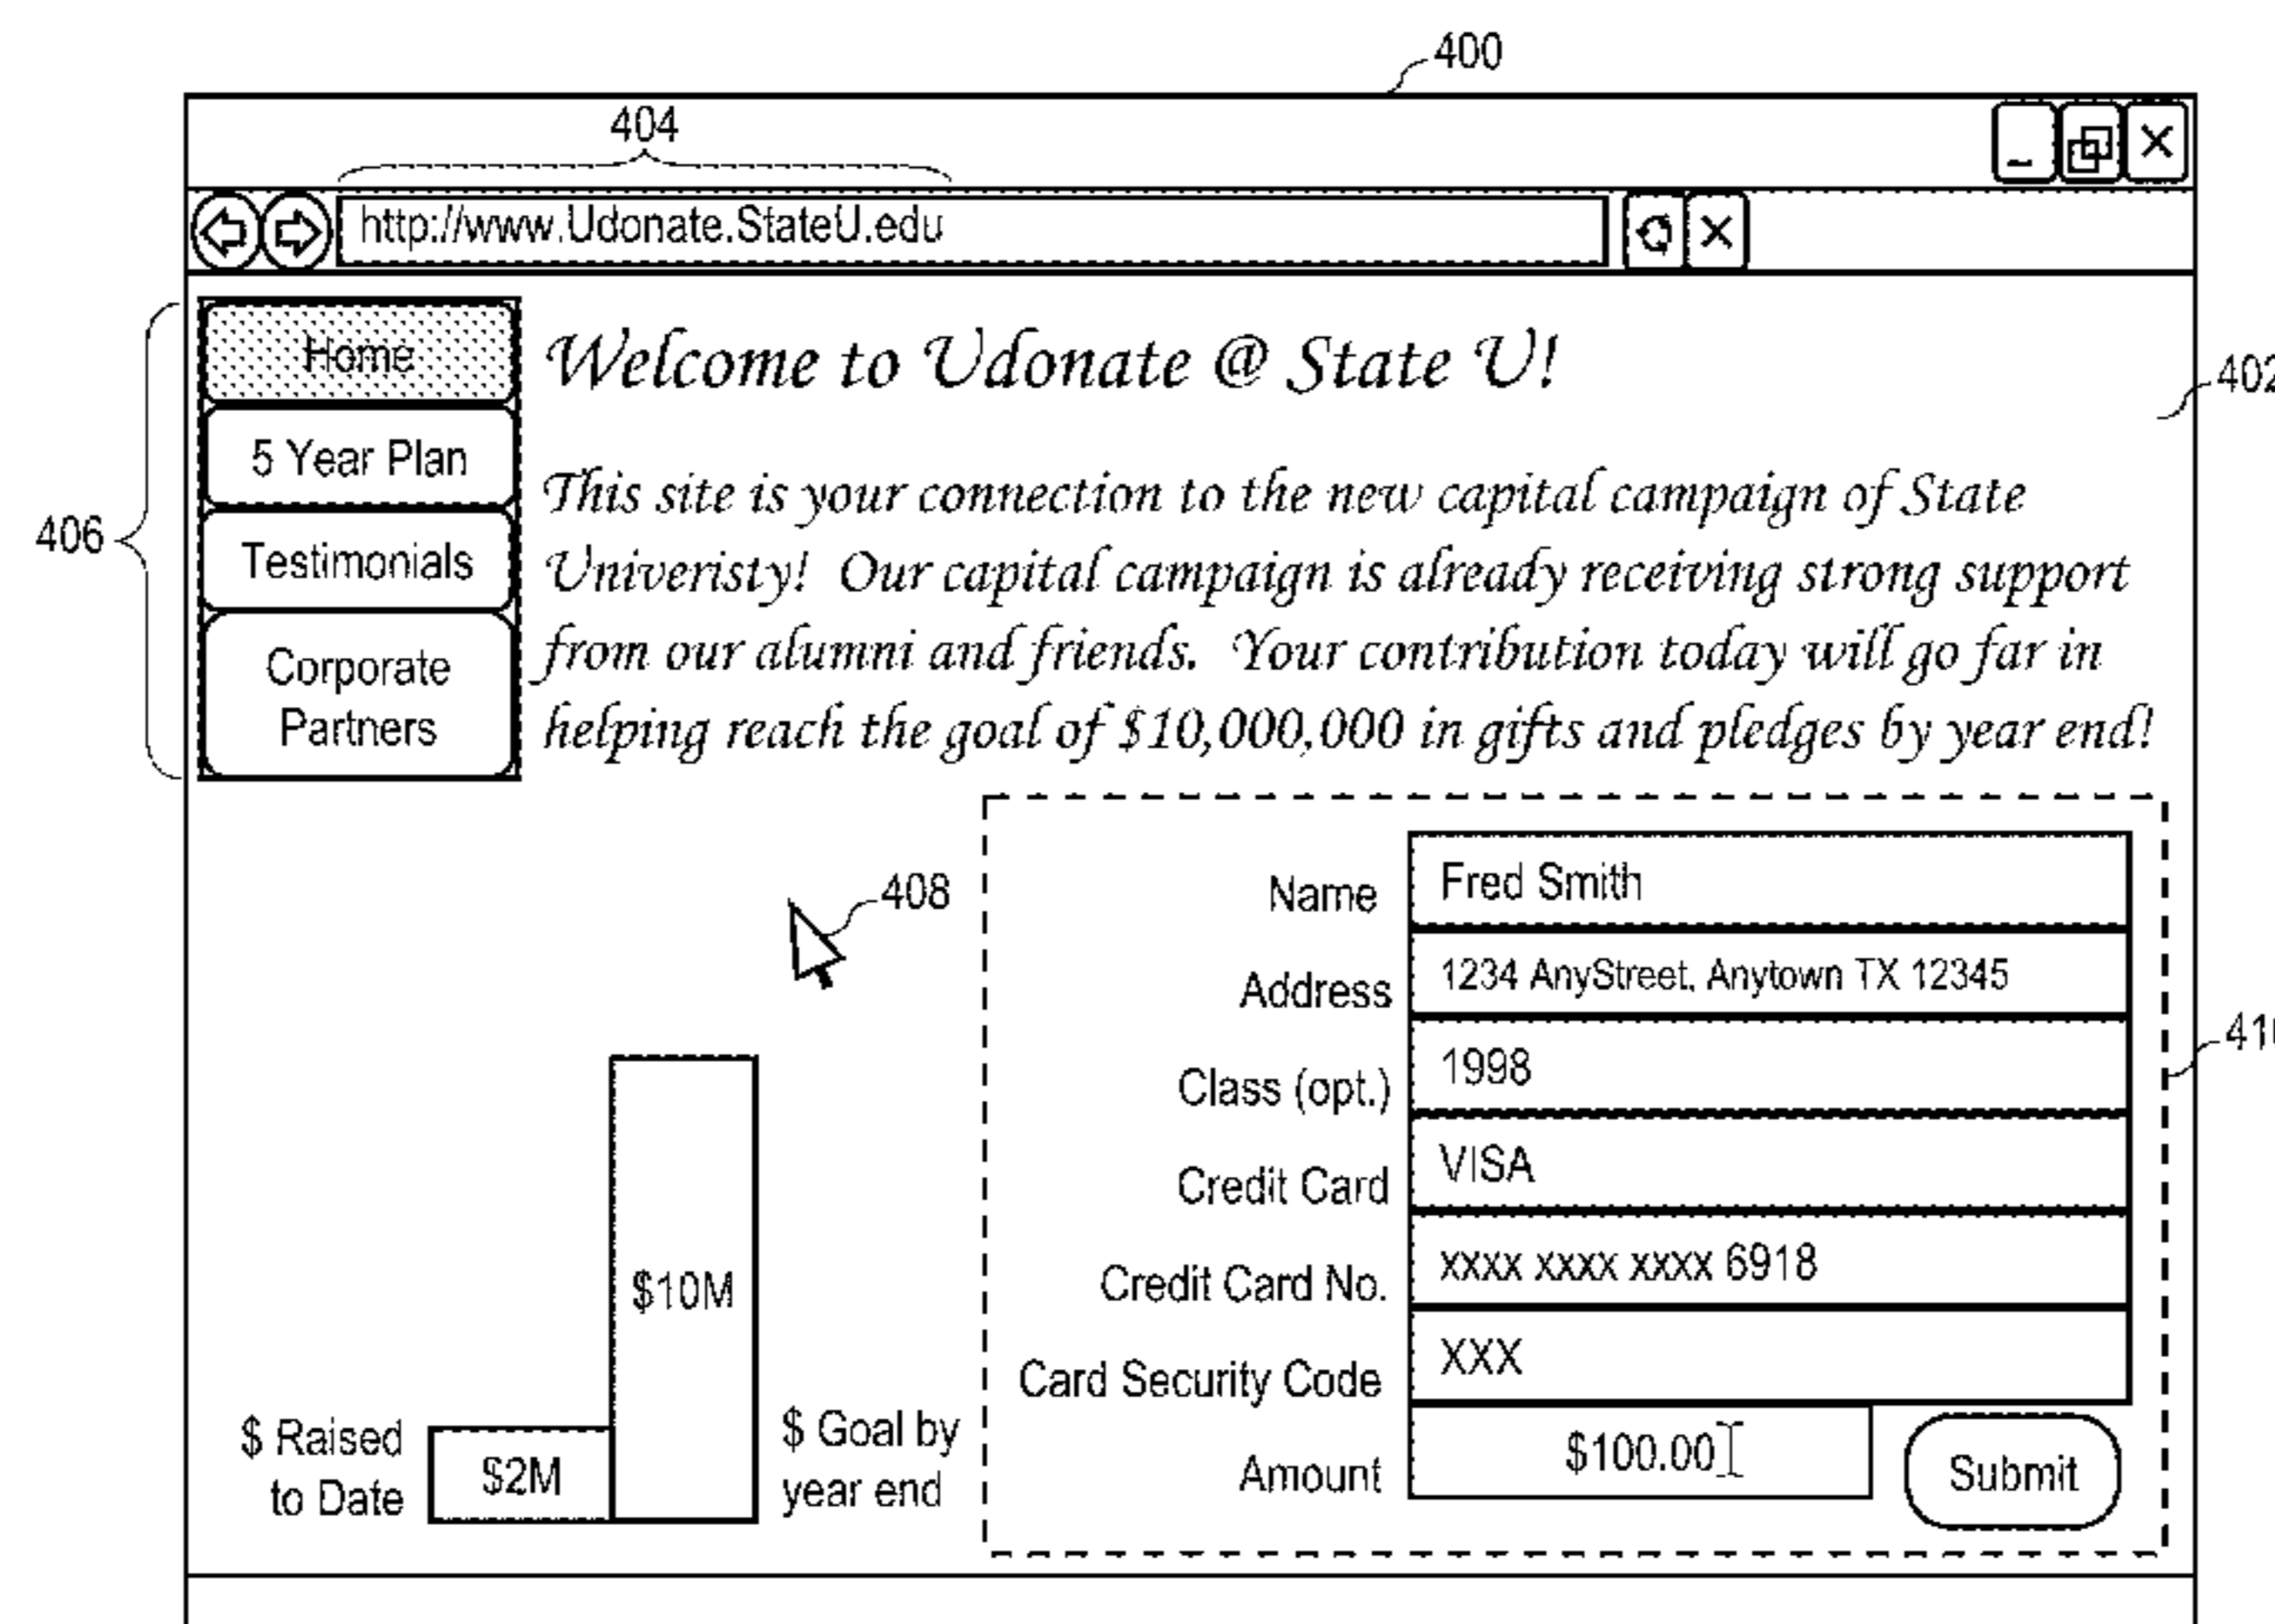 400
404
http://www.Udonate.StateU.edu
Home
Welcome to Udonate @ State U!
402
5 Year Plan
This site is your connection to the new capital campaign of State
406
Testimonials
Univeristy! Our capital campaign is already receiving strong support
Corporate
Partners
from our alumni and friends. Your contribution today will go far in
helping reach the goal of $10,000,000 in gifts and pledges by year end!
408
Name Fred Smith
Address 1234 AnyStreet, Anytown TX 12345
Class (opt.) 1998
Credit Card VISA
Credit Card No. xxxx xxxx xxxx 6918
Card Security Code XXX
Amount $100.00
Submit
$10M
$ Raised
to Date
$2M
$ Goal by
year end